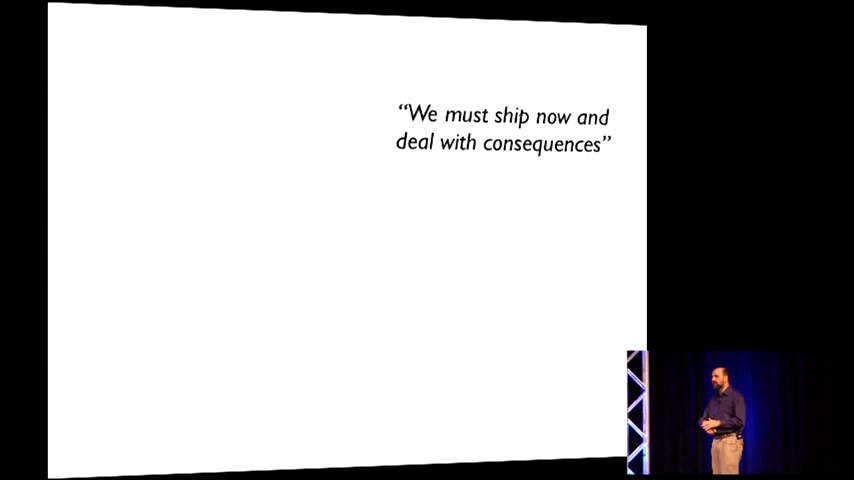 “We must ship now and
deal with consequences”